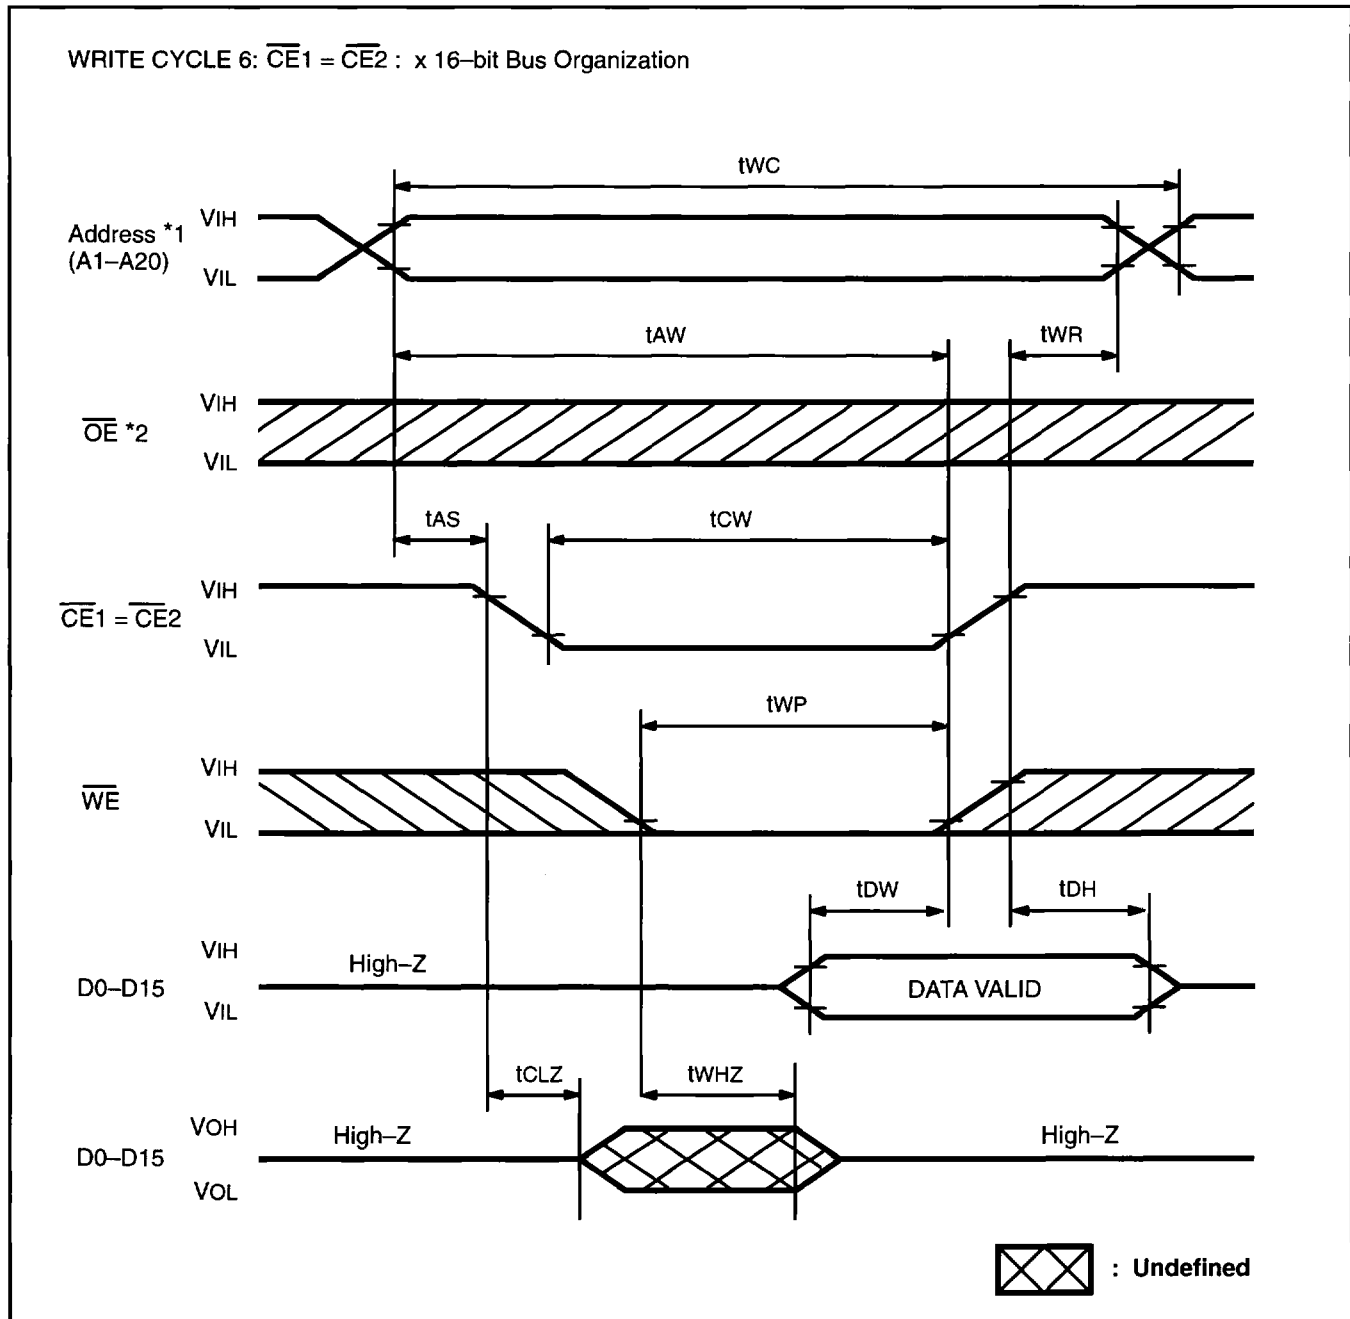 WRITE CYCLE 6: CE1 = CE2 : x 16–bit Bus Organization
tWC
Address *1
(A1–A20)
VIH
VIL
tAW
tWR
OE *2
VIH
VIL
tAS
tCW
CE1 = CE2
VIH
VIL
tWP
WE
VIH
VIL
tDW
tDH
D0–D15
VIH
VIL
High–Z
DATA VALID
tCLZ
tWHZ
D0–D15
VOH
VOL
High–Z
High–Z
: Undefined